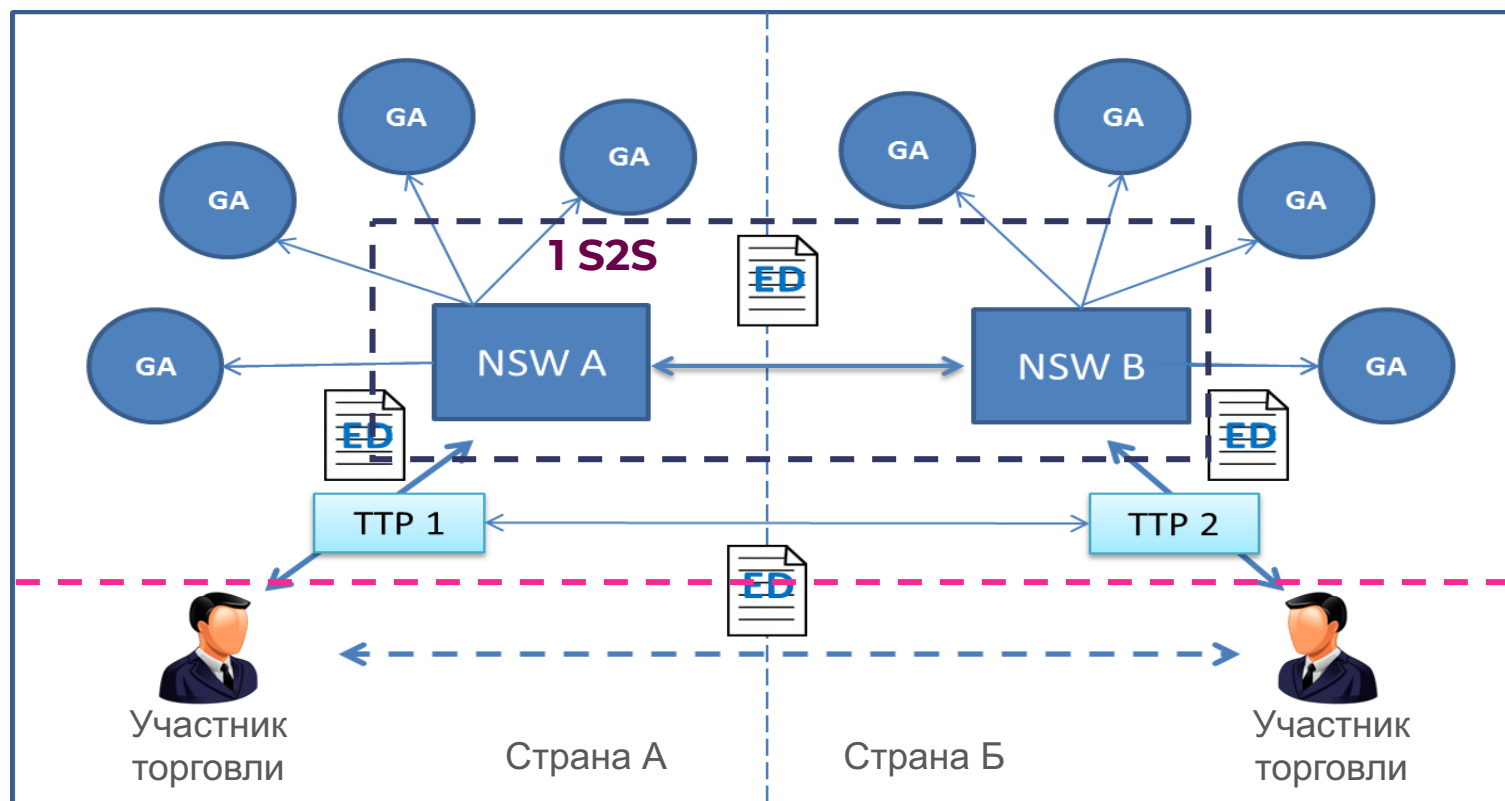 GA
GA
GA
GA
GA
GA
GA
GA
1 S2S
ED
NSW A
NSW B
ED
ED
TTP 1
TTP 2
ED
Участник
торговли
Страна А
Страна Б
Участник
торговли